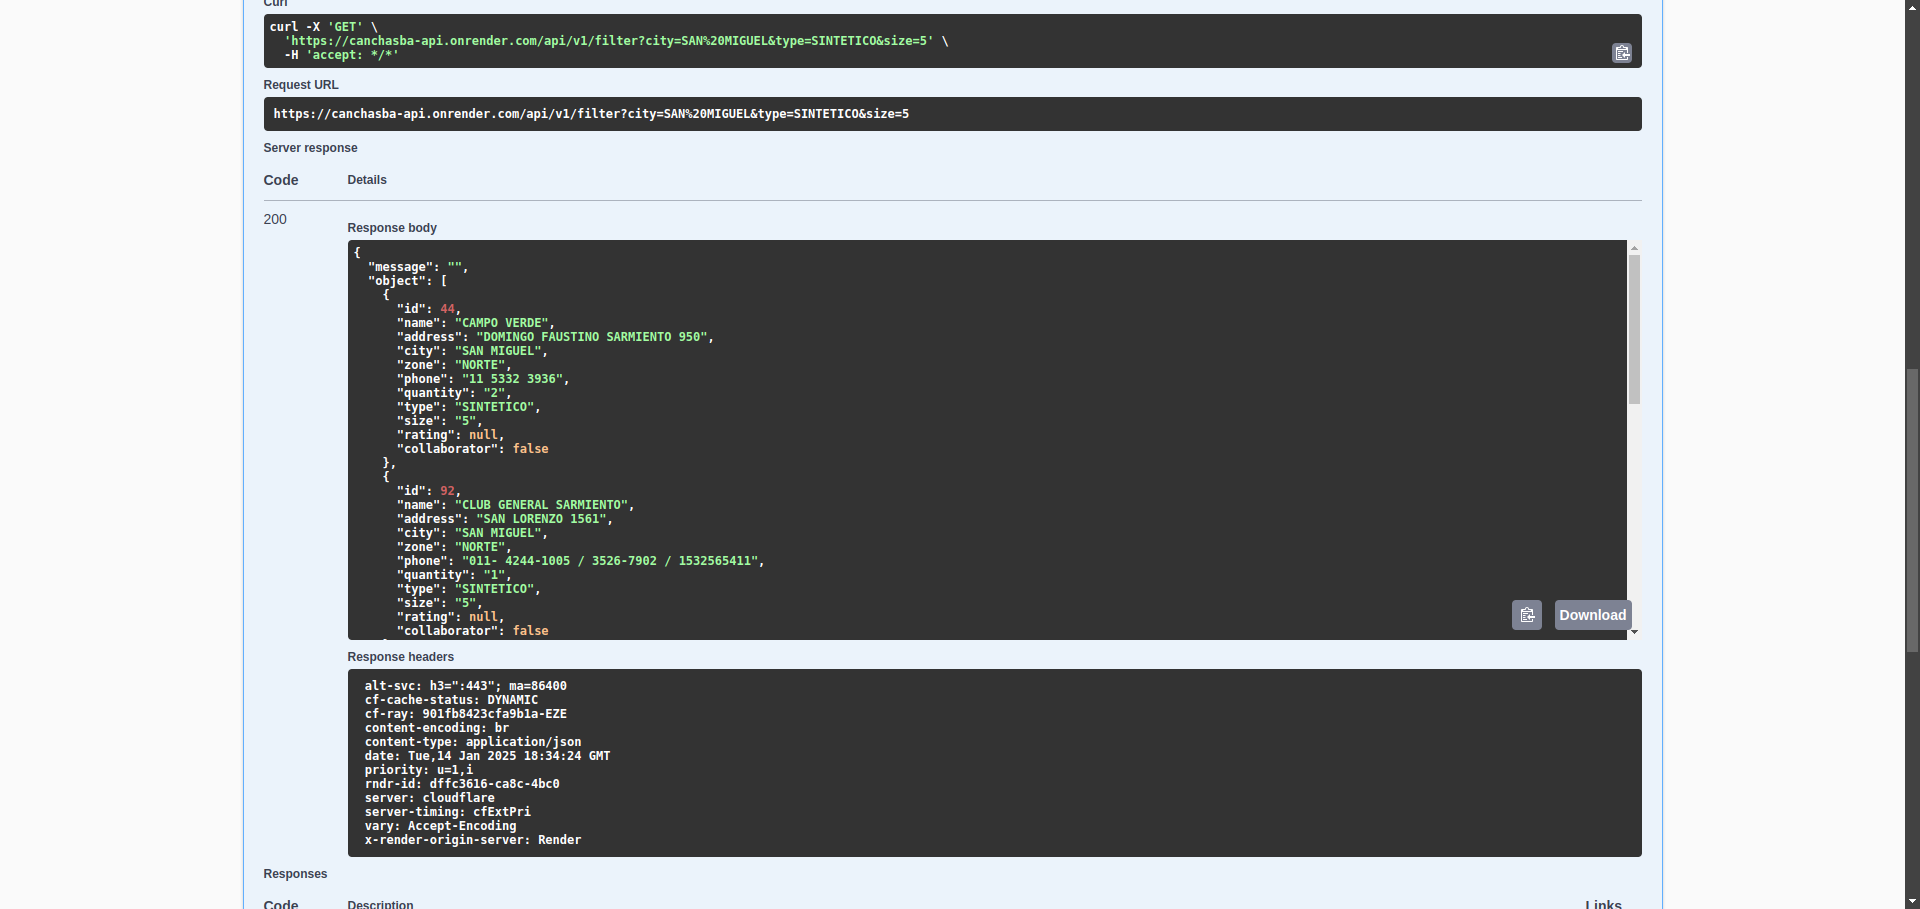 Curl
curl -X 'GET' \
  'https://canchasba-api.onrender.com/api/v1/filter?city=SAN%20MIGUEL&type=SINTETICO&size=5' \
  -H 'accept: */*'
Request URL
https://canchasba-api.onrender.com/api/v1/filter?city=SAN%20MIGUEL&type=SINTETICO&size=5
Server response
Code Details
200
Response body
{
  "message": "",
  "object": [
    {
      "id": 44,
      "name": "CAMPO VERDE",
      "address": "DOMINGO FAUSTINO SARMIENTO 950",
      "city": "SAN MIGUEL",
      "zone": "NORTE",
      "phone": "11 5332 3936",
      "quantity": "2",
      "type": "SINTETICO",
      "size": "5",
      "rating": null,
      "collaborator": false
    },
    {
      "id": 92,
      "name": "CLUB GENERAL SARMIENTO",
      "address": "SAN LORENZO 1561",
      "city": "SAN MIGUEL",
      "zone": "NORTE",
      "phone": "011- 4244-1005 / 3526-7902 / 1532565411",
      "quantity": "1",
      "type": "SINTETICO",
      "size": "5",
      "rating": null,
      "collaborator": false
Download
Response headers
alt-svc: h3=":443"; ma=86400
cf-cache-status: DYNAMIC
cf-ray: 901fb8423cfa9b1a-EZE
content-encoding: br
content-type: application/json
date: Tue,14 Jan 2025 18:34:24 GMT
priority: u=1,i
rndr-id: dffc3616-ca8c-4bc0
server: cloudflare
server-timing: cfExtPri
vary: Accept-Encoding
x-render-origin-server: Render
Responses
Code Description Links